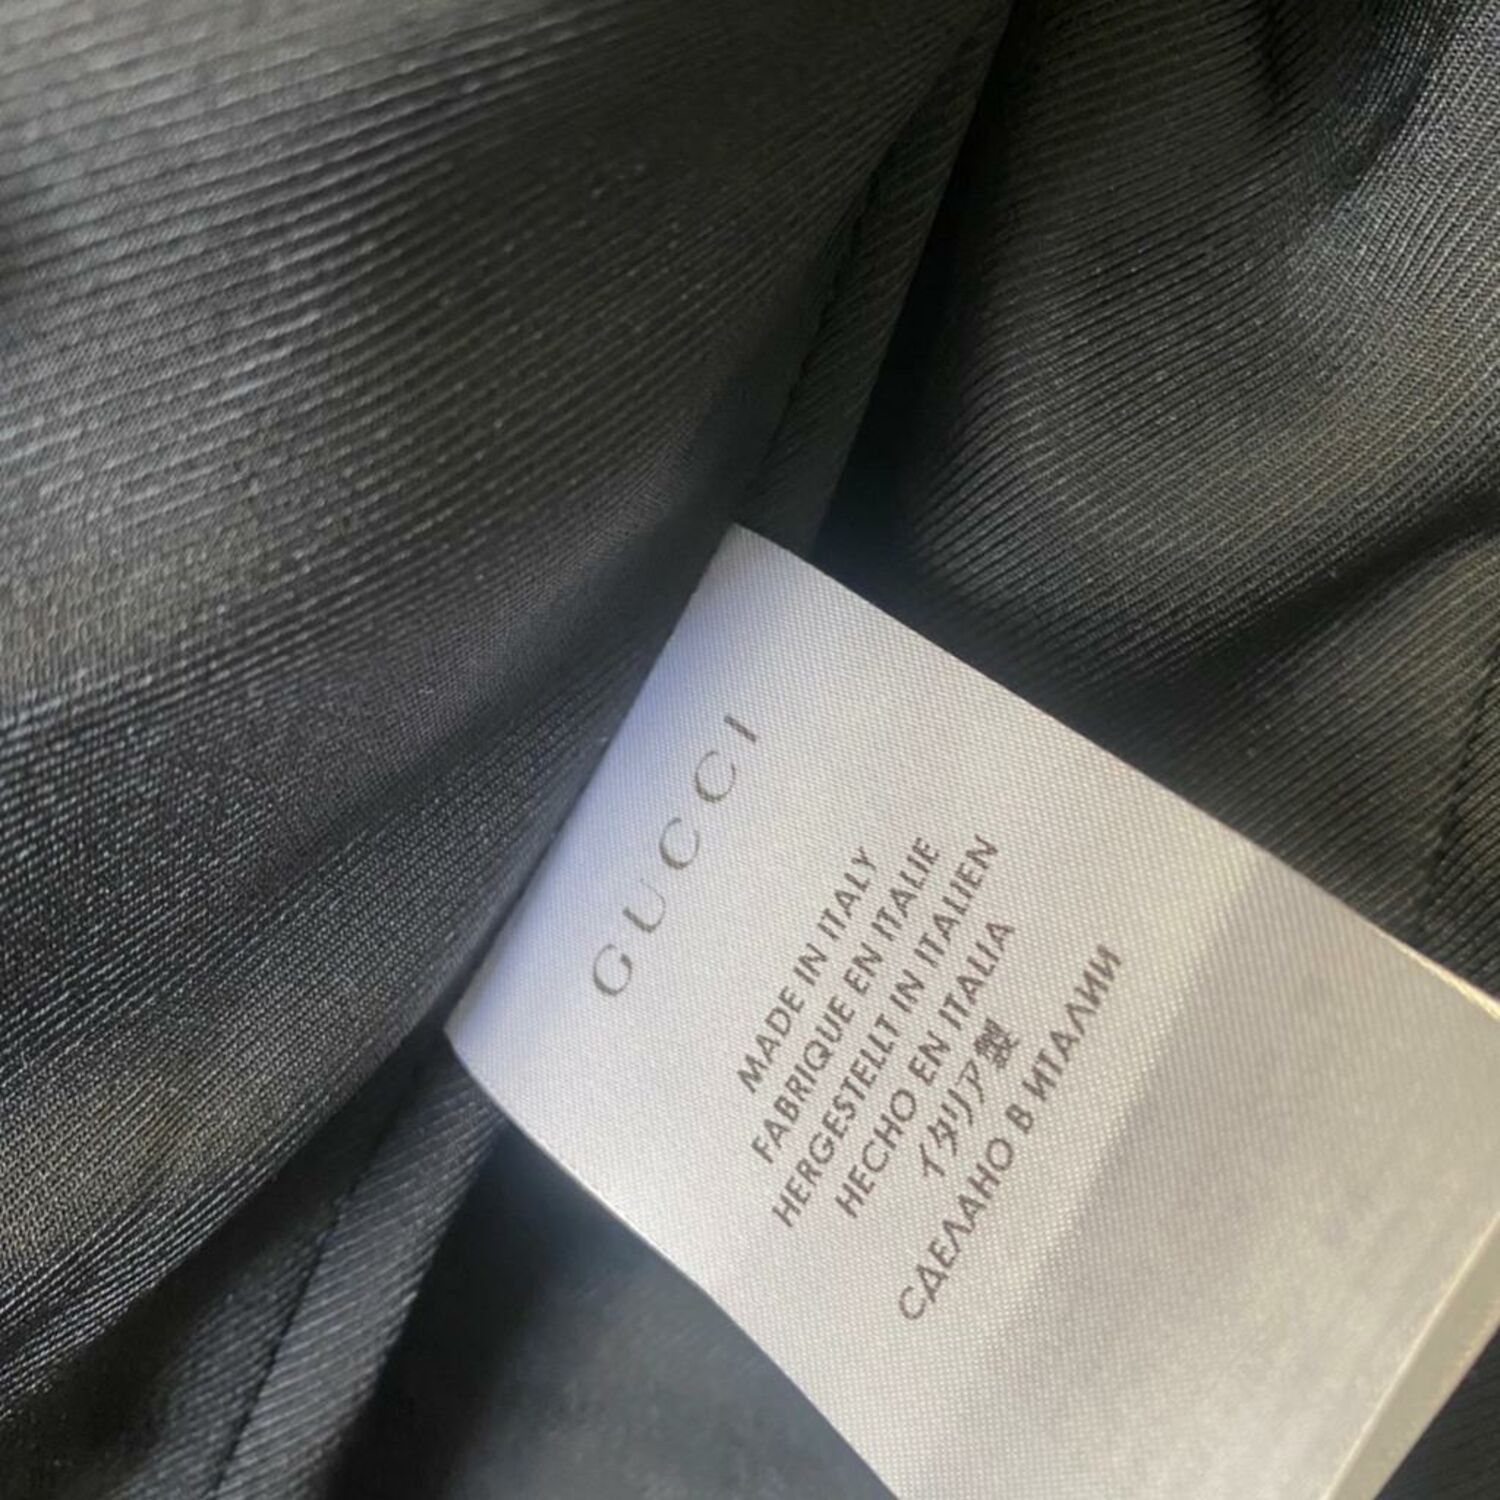 GUCCI
MADE IN ITALY
FABRIQUE EN ITALIE
HERGESTELLT IN ITALIEN
HECHO EN ITALIA
イタリア製
СДЕЛАНО В ИТАЛИИ